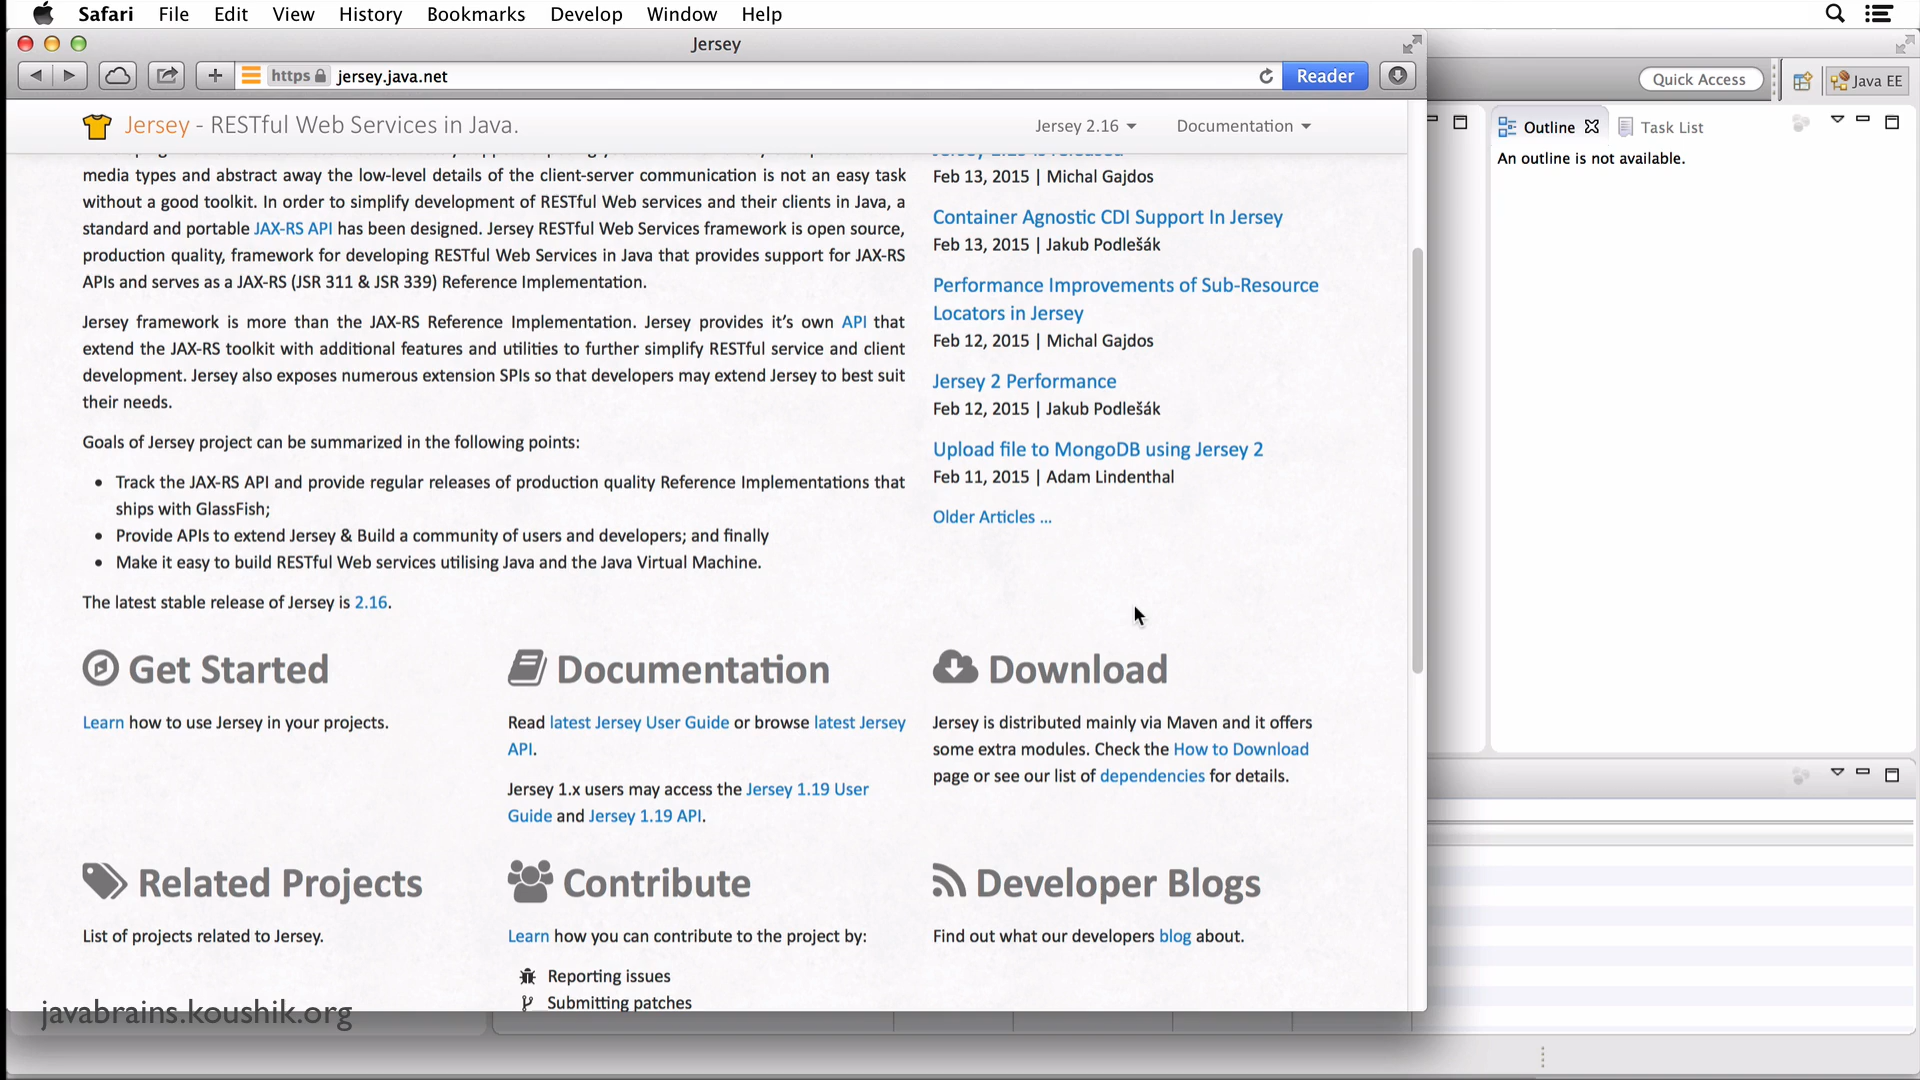 Safari File Edit View History Bookmarks Develop Window Help
Jersey
https jersey.java.net
Reader
Quick Access
Java EE
Jersey - RESTful Web Services in Java.
Jersey 2.16
Documentation
Outline
Task List
An outline is not available.
media types and abstract away the low-level details of the client-server communication is not an easy task
without a good toolkit. In order to simplify development of RESTful Web services and their clients in Java, a
standard and portable JAX-RS API has been designed. Jersey RESTful Web Services framework is open source,
production quality, framework for developing RESTful Web Services in Java that provides support for JAX-RS
APIs and serves as a JAX-RS (JSR 311 & JSR 339) Reference Implementation.
Jersey framework is more than the JAX-RS Reference Implementation. Jersey provides it's own API that
extend the JAX-RS toolkit with additional features and utilities to further simplify RESTful service and client
development. Jersey also exposes numerous extension SPIs so that developers may extend Jersey to best suit
their needs.
Goals of Jersey project can be summarized in the following points:
• Track the JAX-RS API and provide regular releases of production quality Reference Implementations that
ships with GlassFish;
• Provide APIs to extend Jersey & Build a community of users and developers; and finally
• Make it easy to build RESTful Web services utilising Java and the Java Virtual Machine.
The latest stable release of Jersey is 2.16.
Feb 13, 2015 | Michal Gajdos
Container Agnostic CDI Support In Jersey
Feb 13, 2015 | Jakub Podlešák
Performance Improvements of Sub-Resource
Locators in Jersey
Feb 12, 2015 | Michal Gajdos
Jersey 2 Performance
Feb 12, 2015 | Jakub Podlešák
Upload file to MongoDB using Jersey 2
Feb 11, 2015 | Adam Lindenthal
Older Articles ...
Get Started
Learn how to use Jersey in your projects.
Documentation
Read latest Jersey User Guide or browse latest Jersey
API.
Jersey 1.x users may access the Jersey 1.19 User
Guide and Jersey 1.19 API.
Download
Jersey is distributed mainly via Maven and it offers
some extra modules. Check the How to Download
page or see our list of dependencies for details.
Related Projects
List of projects related to Jersey.
Contribute
Learn how you can contribute to the project by:
Reporting issues
Submitting patches
Developer Blogs
Find out what our developers blog about.
javabrains.koushik.org